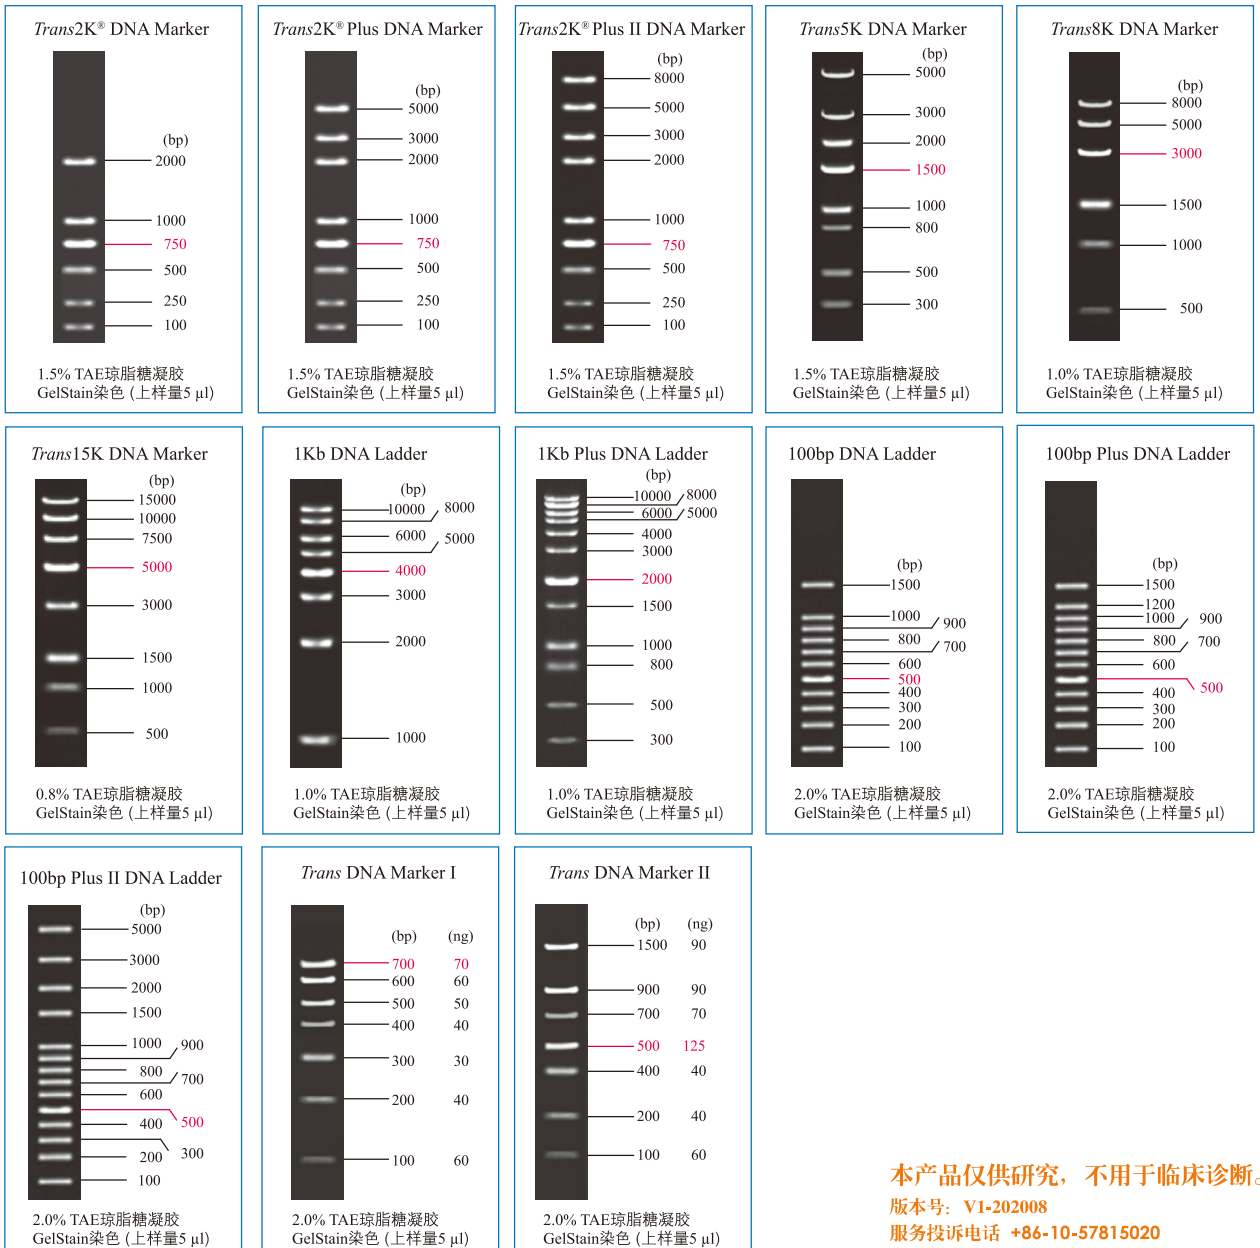 Trans2K® DNA Marker
(bp)
2000
1000
750
500
250
100
1.5% TAE琼脂糖凝胶
GelStain染色 (上样量5 µl)
Trans2K® Plus DNA Marker
(bp)
5000
3000
2000
1000
750
500
250
100
1.5% TAE琼脂糖凝胶
GelStain染色 (上样量5 µl)
Trans2K® Plus II DNA Marker
(bp)
8000
5000
3000
2000
1000
750
500
250
100
1.5% TAE琼脂糖凝胶
GelStain染色 (上样量5 µl)
Trans5K DNA Marker
(bp)
5000
3000
2000
1500
1000
800
500
300
1.5% TAE琼脂糖凝胶
GelStain染色 (上样量5 µl)
Trans8K DNA Marker
(bp)
8000
5000
3000
1500
1000
500
1.0% TAE琼脂糖凝胶
GelStain染色 (上样量5 µl)
Trans15K DNA Marker
(bp)
15000
10000
7500
5000
3000
1500
1000
500
0.8% TAE琼脂糖凝胶
GelStain染色 (上样量5 µl)
1Kb DNA Ladder
(bp)
10000 8000
6000
5000
4000
3000
2000
1000
1.0% TAE琼脂糖凝胶
GelStain染色 (上样量5 µl)
1Kb Plus DNA Ladder
(bp)
10000 8000
6000 5000
4000
3000
2000
1500
1000
800
500
300
1.0% TAE琼脂糖凝胶
GelStain染色 (上样量5 µl)
100bp DNA Ladder
(bp)
1500
1000
900
800
700
600
500
400
300
200
100
2.0% TAE琼脂糖凝胶
GelStain染色 (上样量5 µl)
100bp Plus DNA Ladder
(bp)
1500
1200
1000 900
800 700
600
500
400
300
200
100
2.0% TAE琼脂糖凝胶
GelStain染色 (上样量5 µl)
100bp Plus II DNA Ladder
(bp)
5000
3000
2000
1500
1000 900
800
700
600
500
400
300
200
100
2.0% TAE琼脂糖凝胶
GelStain染色 (上样量5 µl)
Trans DNA Marker I
(bp) (ng)
700 70
600 60
500 50
400 40
300 30
200 40
100 60
2.0% TAE琼脂糖凝胶
GelStain染色 (上样量5 µl)
Trans DNA Marker II
(bp) (ng)
1500 90
900 90
700 70
500 125
400 40
200 40
100 60
2.0% TAE琼脂糖凝胶
GelStain染色 (上样量5 µl)
本产品仅供研究，不用于临床诊断。
版本号：V1-202008
服务投诉电话 +86-10-57815020